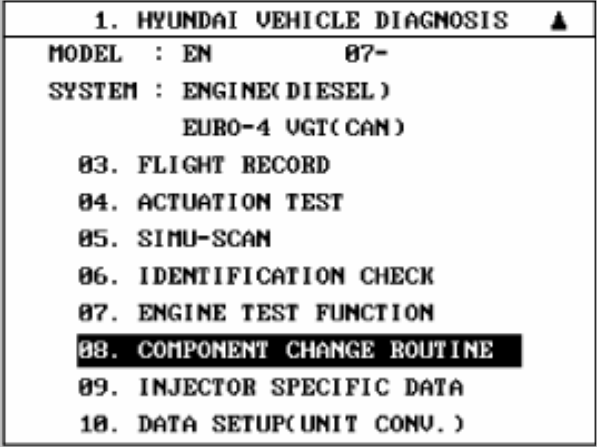 1. HYUNDAI VEHICLE DIAGNOSIS ▲
MODEL : EN 07-
SYSTEM : ENGINE(DIESEL)
EURO-4 VGT(CAN)
03. FLIGHT RECORD
04. ACTUATION TEST
05. SIMU-SCAN
06. IDENTIFICATION CHECK
07. ENGINE TEST FUNCTION
08. COMPONENT CHANGE ROUTINE
09. INJECTOR SPECIFIC DATA
10. DATA SETUP(UNIT CONV.)